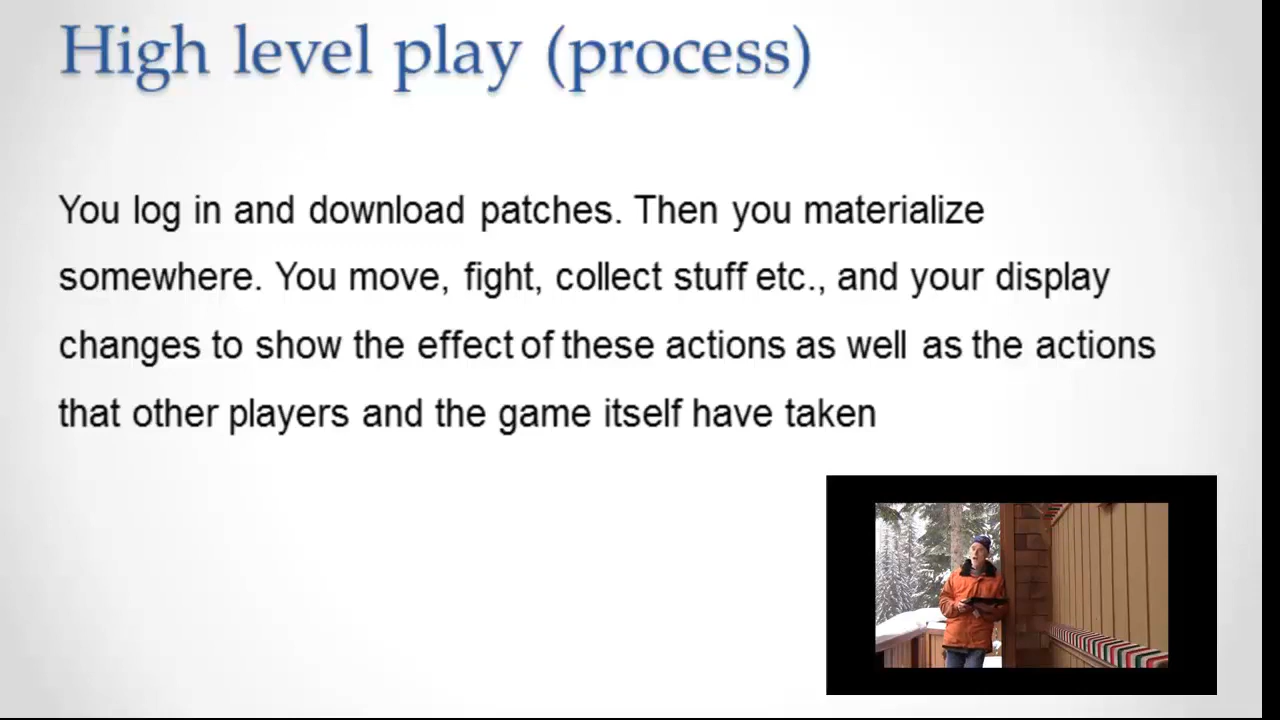 High level play (process)
You log in and download patches. Then you materialize
somewhere. You move, fight, collect stuff etc., and your display
changes to show the effect of these actions as well as the actions
that other players and the game itself have taken